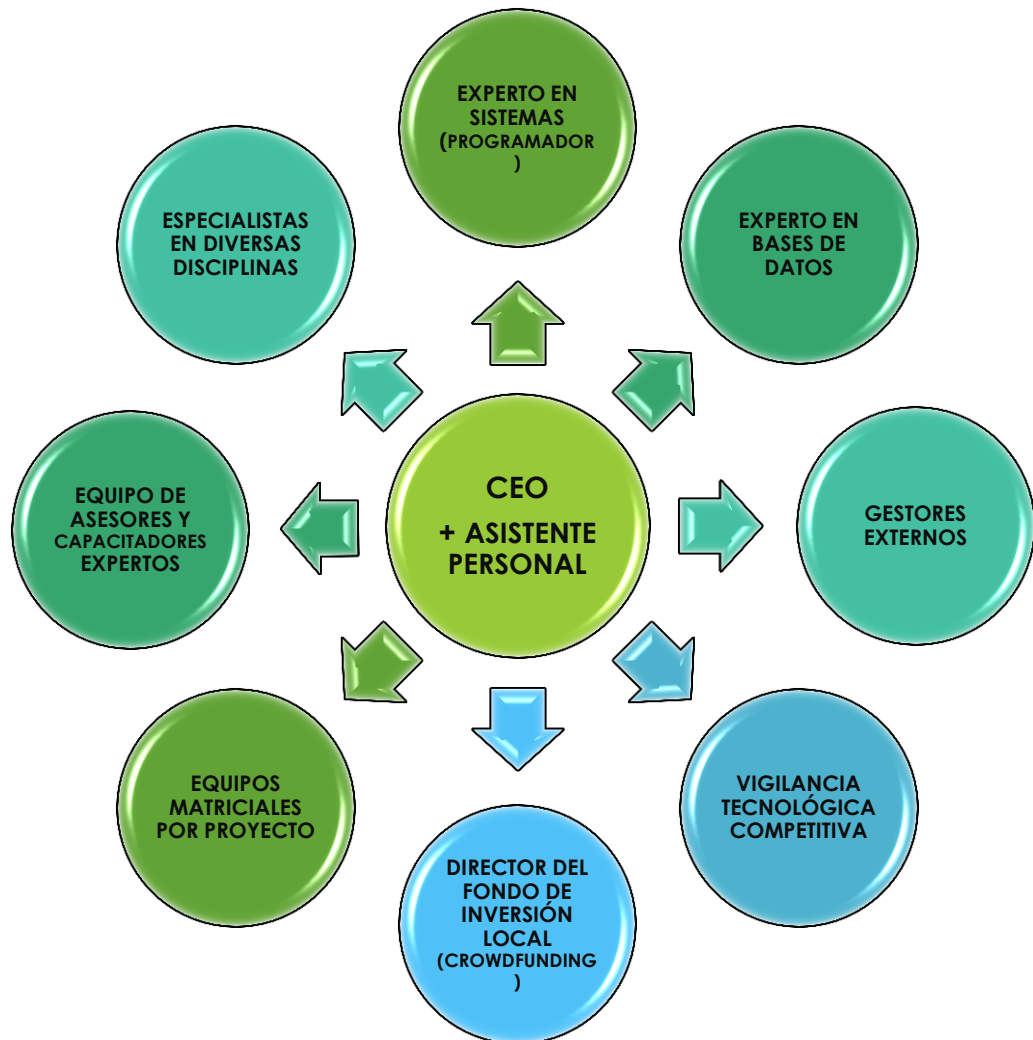 EXPERTO EN
SISTEMAS
(PROGRAMADOR
)
EXPERTO EN
BASES DE
DATOS
GESTORES
EXTERNOS
VIGILANCIA
TECNOLÓGICA
COMPETITIVA
DIRECTOR DEL
FONDO DE
INVERSIÓN
LOCAL
(CROWDFUNDING
)
EQUIPOS
MATRICIALES
POR PROYECTO
EQUIPO DE
ASESORES Y
CAPACITADORES
EXPERTOS
ESPECIALISTAS
EN DIVERSAS
DISCIPLINAS
CEO
+ ASISTENTE
PERSONAL